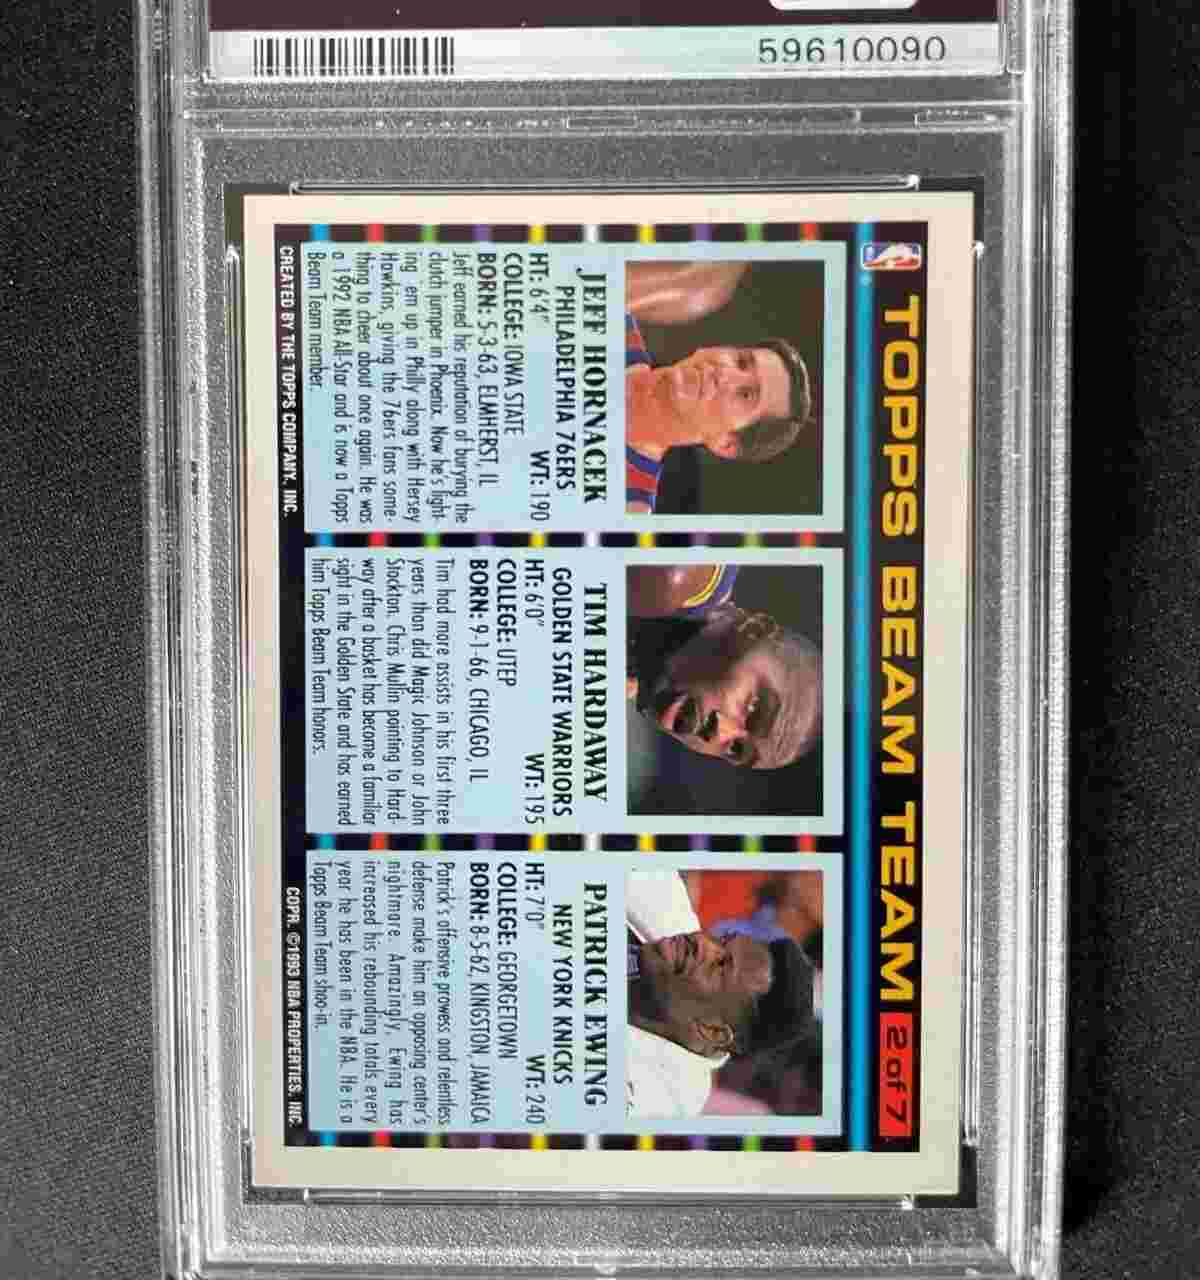 59610090
TOPPS BEAM TEAM 2 of 7
JEFF HORNACEK
PHILADELPHIA 76ERS
HT: 6'4" WT: 190
COLLEGE: IOWA STATE
BORN: 5-3-63, ELMHERST, IL
Jeff earned his reputation of burying the
clutch jumper in Phoenix. Now he's light-
ing 'em up in Philly along with Hersey
Hawkins, giving the 76ers fans some-
thing to cheer about once again. He was
a 1992 NBA All-Star and is now a Topps
Beam Team member.
TIM HARDAWAY
GOLDEN STATE WARRIORS
HT: 6'0" WT: 195
COLLEGE: UTEP
BORN: 9-1-66, CHICAGO, IL
Tim had more assists in his first three
years than did Magic Johnson or John
Stockton. Chris Mullin pointing to Hard-
way after a basket has become a familiar
sight in the Golden State and has earned
him Topps Beam Team honors.
PATRICK EWING
NEW YORK KNICKS
HT: 7'0" WT: 240
COLLEGE: GEORGETOWN
BORN: 8-5-62, KINGSTON, JAMAICA
Patrick's offensive prowess and relentless
defense make him an opposing center's
nightmare. Amazingly, Ewing has
increased his rebounding totals every
year he has been in the NBA. He is a
Topps Beam Team shoo-in.
CREATED BY THE TOPPS COMPANY, INC.
COPR. ©1993 NBA PROPERTIES, INC.